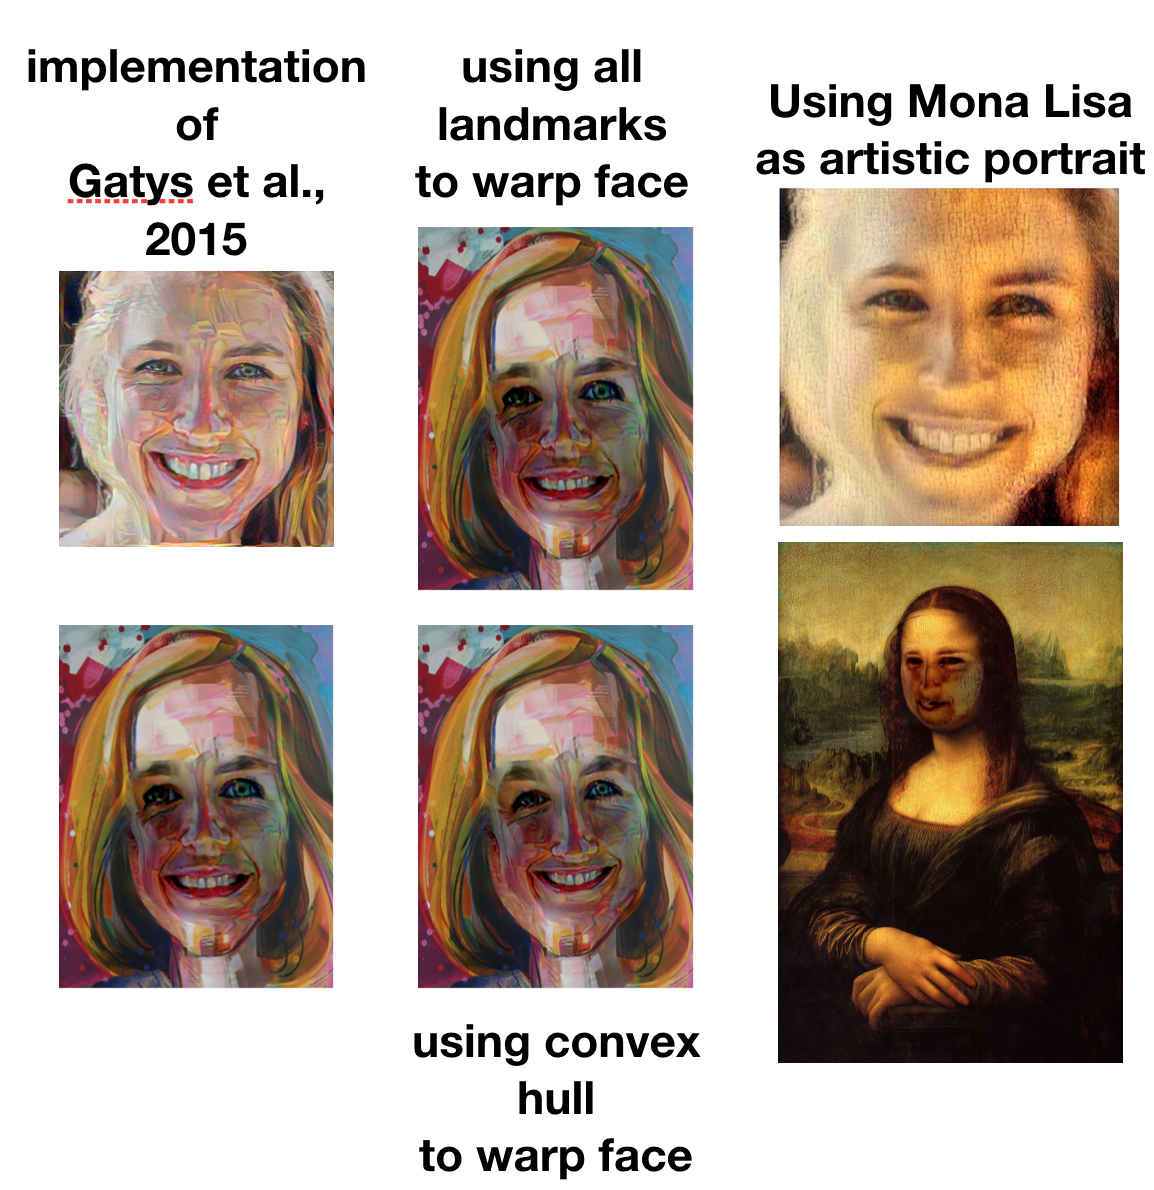 implementation
of
Gatys et al.,
2015
using all
landmarks
to warp face
Using Mona Lisa
as artistic portrait
using convex
hull
to warp face